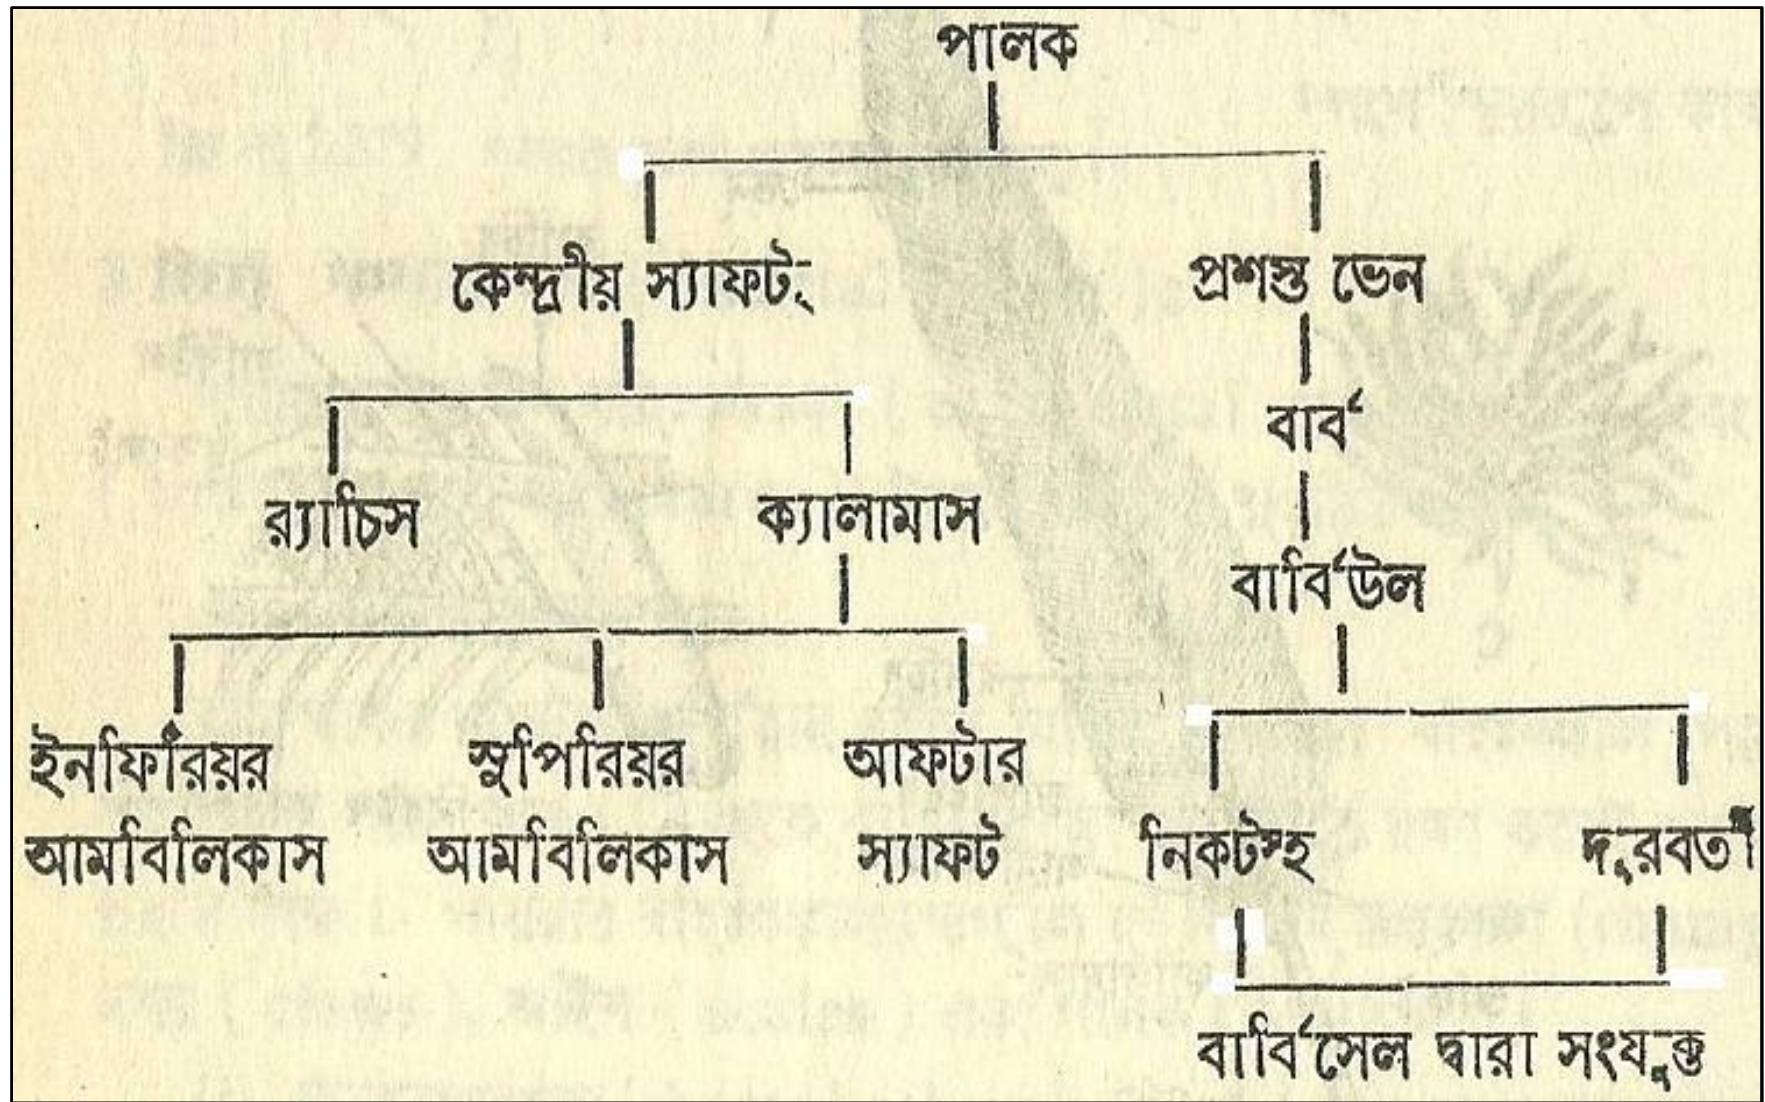 পালক
কেন্দ্রীয় স্যাফট্ প্রশস্ত ভেন
বার্ব
র‍্যাচিস ক্যালামাস
বার্বিউল
ইনফিরিয়র সুপিরিয়র আফটার
আমবিলিকাস আমবিলিকাস স্যাফট নিকটস্হ দূরবর্তী
বার্বিসেল দ্বারা সংযুক্ত